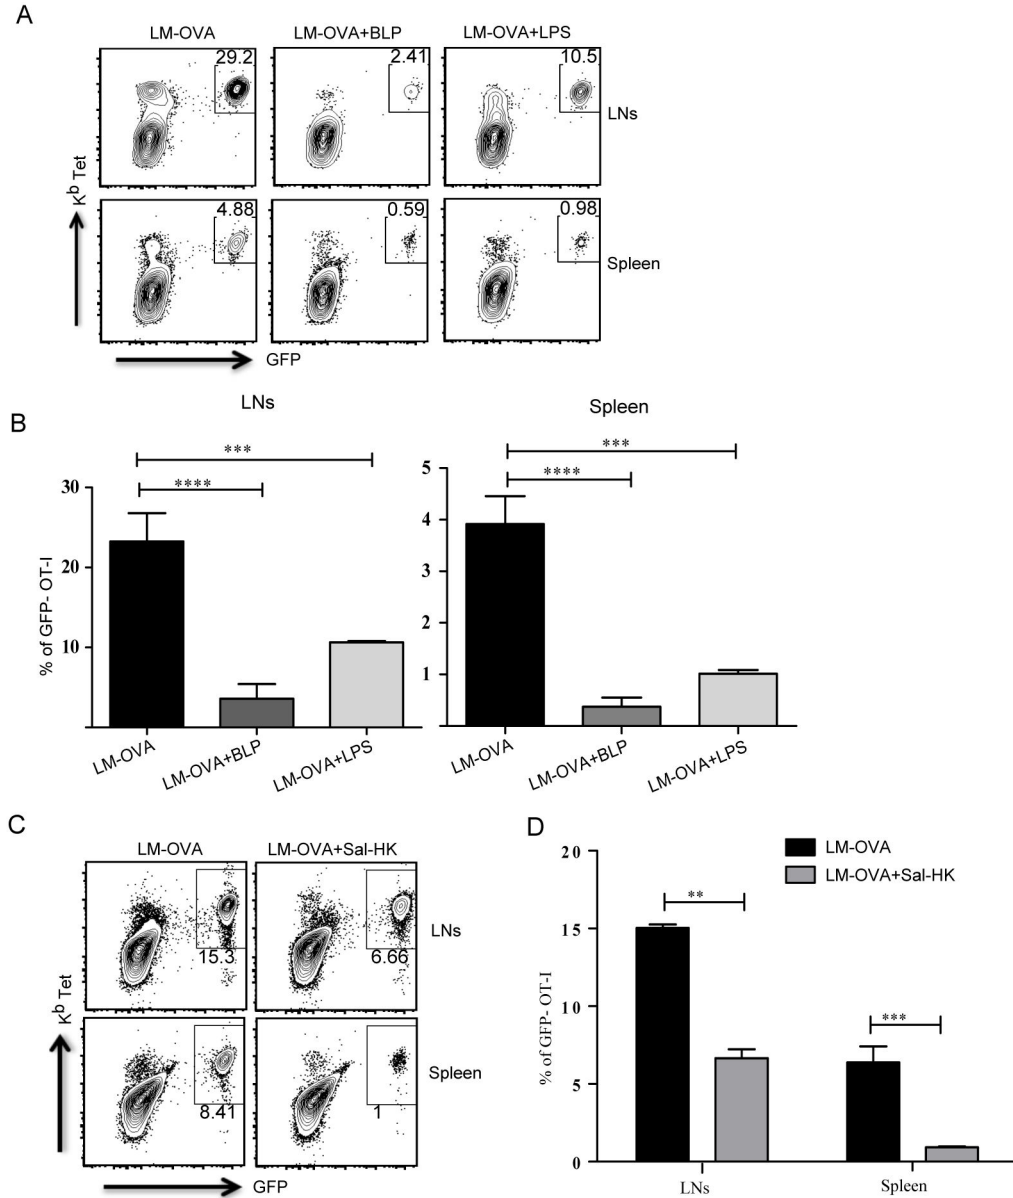 A
LM-OVA
LM-OVA+BLP
LM-OVA+LPS
29.2
2.41
10.5
LNs
4.88
0.59
0.98
Spleen
Kb Tet
GFP
B
LNs
Spleen
***
****
30
20
10
% of GFP- OT-I
LM-OVA
LM-OVA+BLP
LM-OVA+LPS
***
****
5
4
3
2
1
LM-OVA
LM-OVA+BLP
LM-OVA+LPS
C
LM-OVA
LM-OVA+Sal-HK
15.3
6.66
LNs
8.41
1
Spleen
Kb Tet
GFP
D
LM-OVA
LM-OVA+Sal-HK
20
15
10
5
0
% of GFP- OT-I
**
***
LNs
Spleen